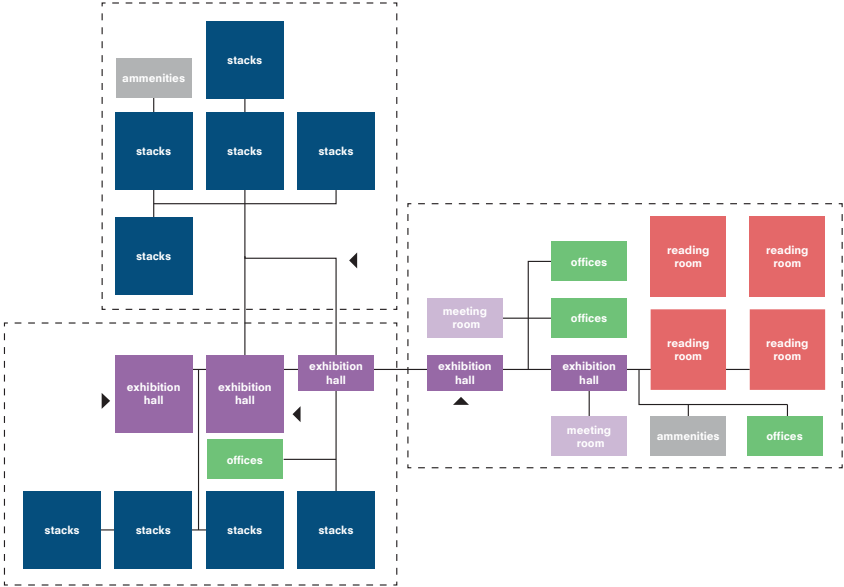 stacks
ammenities
stacks
stacks
stacks
stacks
exhibition
hall
exhibition
hall
exhibition
hall
offices
stacks
stacks
stacks
stacks
reading
room
reading
room
offices
meeting
room
offices
reading
room
reading
room
exhibition
hall
exhibition
hall
meeting
room
ammenities
offices